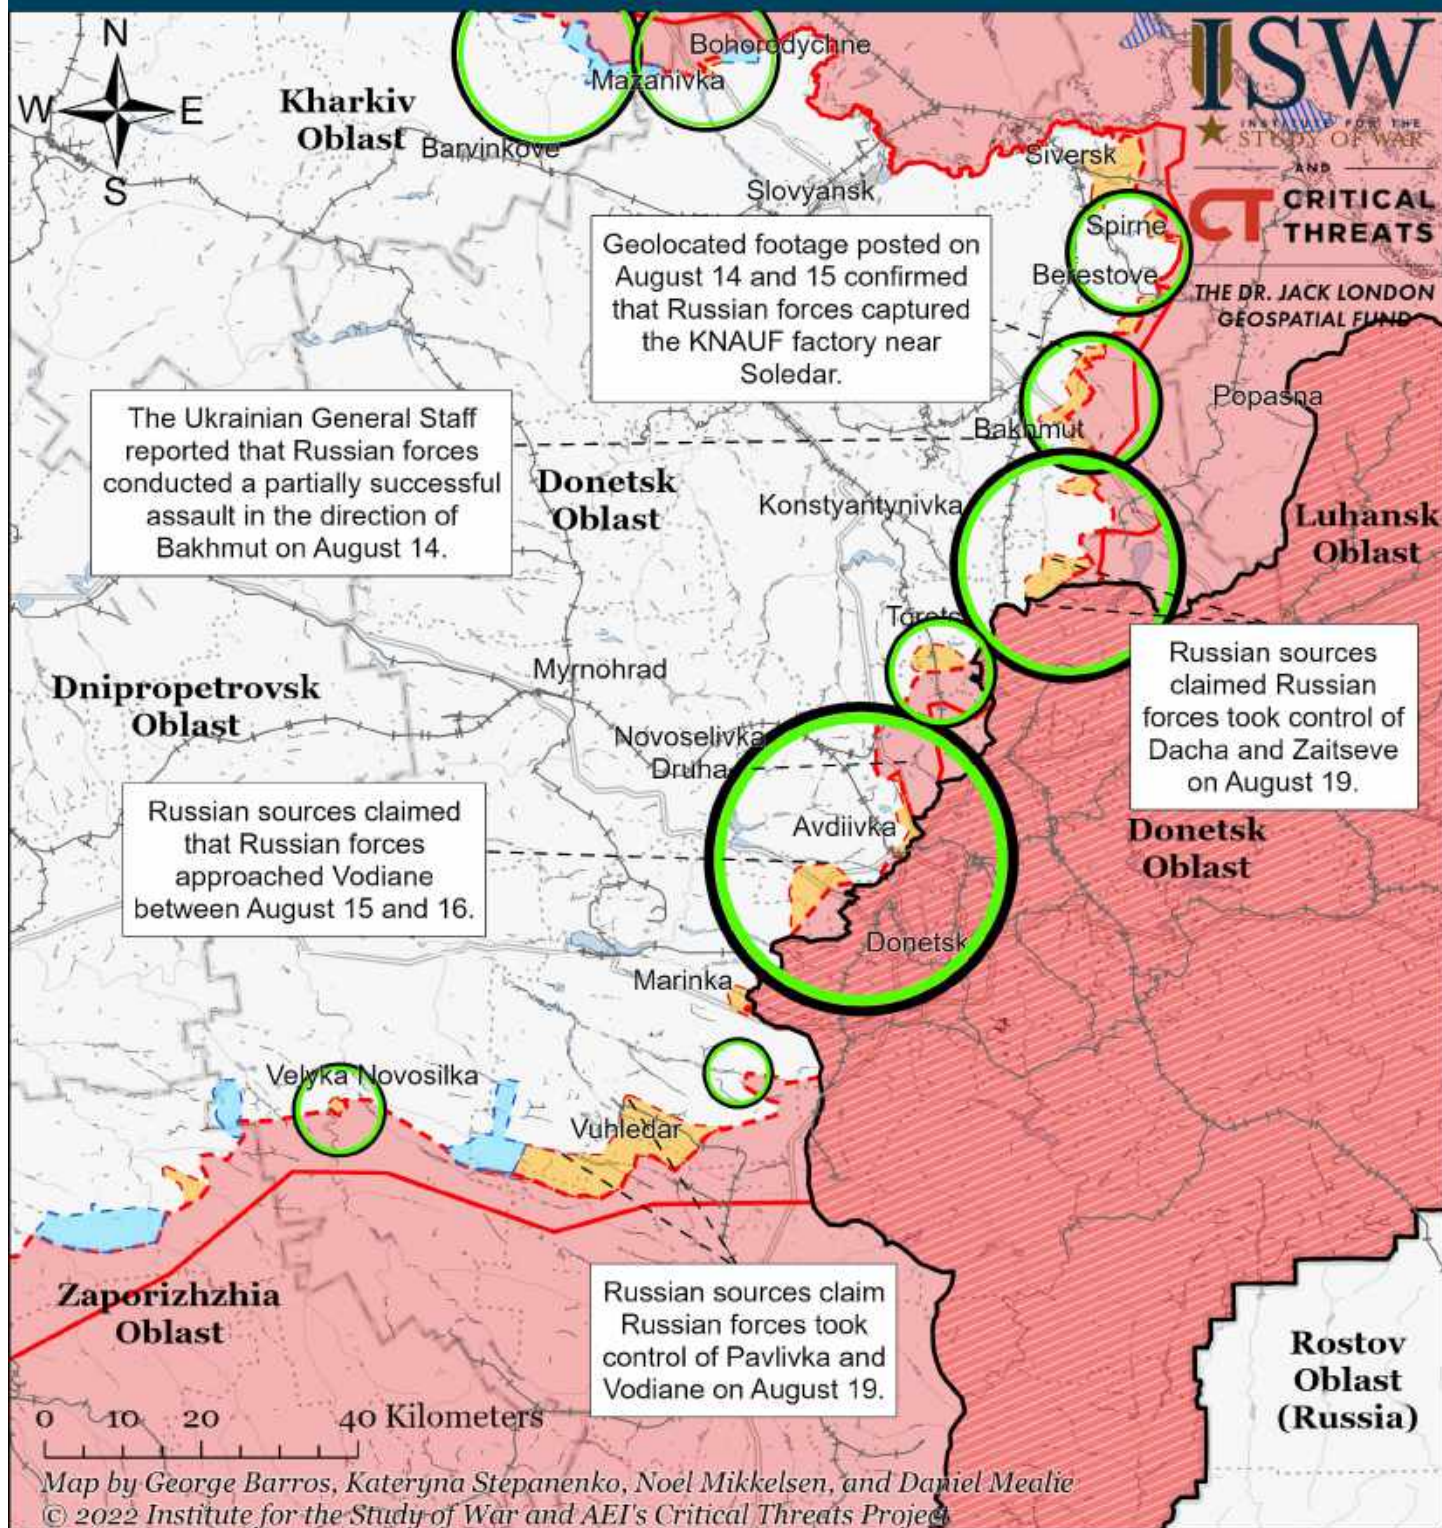 N
W
E
S
Kharkiv
Oblast
Barvinkove
Bohorodychne
Mazanivka
Slovyansk
Siversk
ISW
INSTITUTE FOR THE
STUDY OF WAR
AND
CT CRITICAL
THREATS
THE DR. JACK LONDON
GEOSPATIAL FUND
Spirne
Berestove
Geolocated footage posted on
August 14 and 15 confirmed
that Russian forces captured
the KNAUF factory near
Soledar.
Popasna
The Ukrainian General Staff
reported that Russian forces
conducted a partially successful
assault in the direction of
Bakhmut on August 14.
Bakhmut
Donetsk
Oblast
Konstyantynivka
Luhansk
Oblast
Torets
Russian sources
claimed Russian
forces took control of
Dacha and Zaitseve
on August 19.
Dnipropetrovsk
Oblast
Myrnohrad
Novoselivka
Druha
Russian sources claimed
that Russian forces
approached Vodiane
between August 15 and 16.
Avdiivka
Donetsk
Oblast
Donetsk
Marinka
Velyka Novosilka
Vuhledar
Zaporizhzhia
Oblast
Russian sources claim
Russian forces took
control of Pavlivka and
Vodiane on August 19.
Rostov
Oblast
(Russia)
0 10 20 40 Kilometers
Map by George Barros, Kateryna Stepanenko, Noel Mikkelsen, and Daniel Mealie
© 2022 Institute for the Study of War and AEI's Critical Threats Project